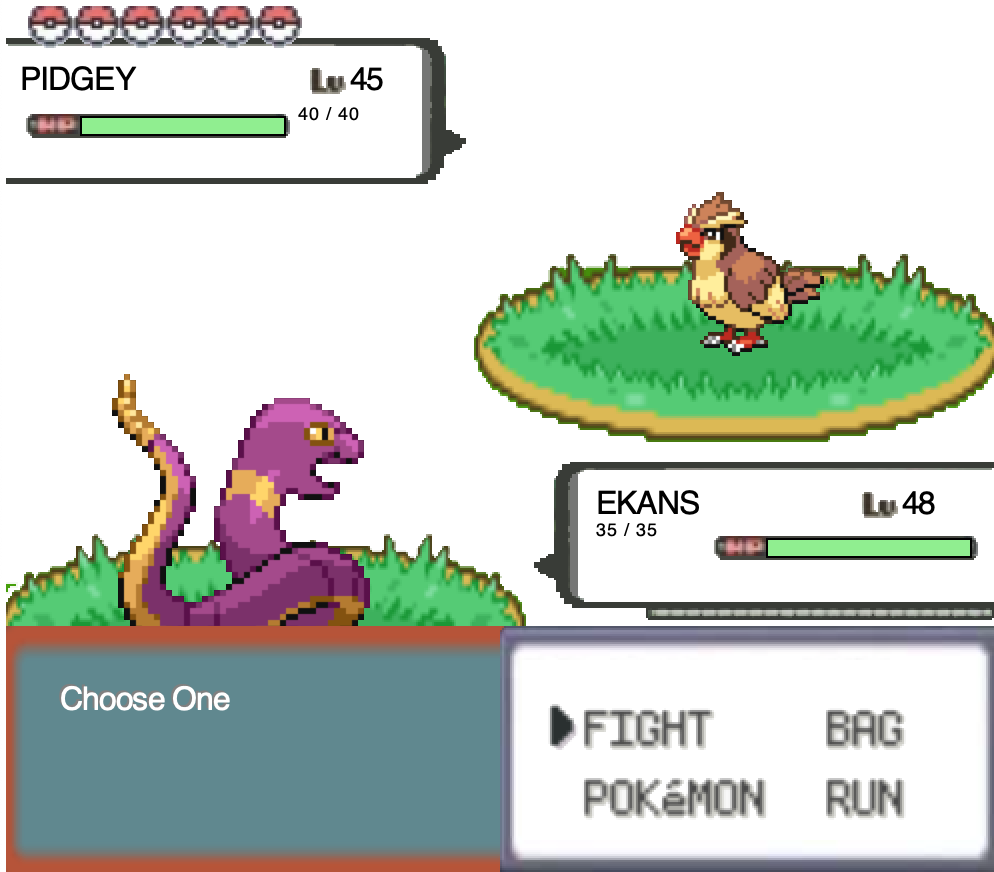 PIDGEY Lv 45
40 / 40
HP
EKANS Lv 48
35 / 35
HP
Choose One
FIGHT BAG
POKéMON RUN